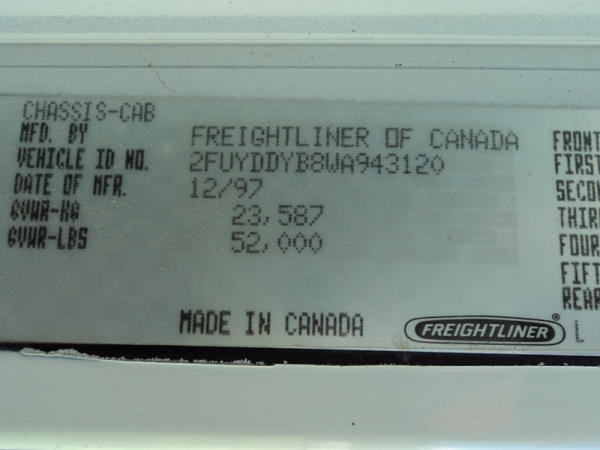 CHASSIS-CAB
MFD. BY FREIGHTLINER OF CANADA
VEHICLE ID NO. 2FUYDDYB8WA943120
DATE OF MFR. 12/97
GVWR-KG 23,587
GVWR-LBS 52,000
MADE IN CANADA FREIGHTLINER ® L
FRONT
FIRST
SECON
THIR
FOUR
FIFT
REAR